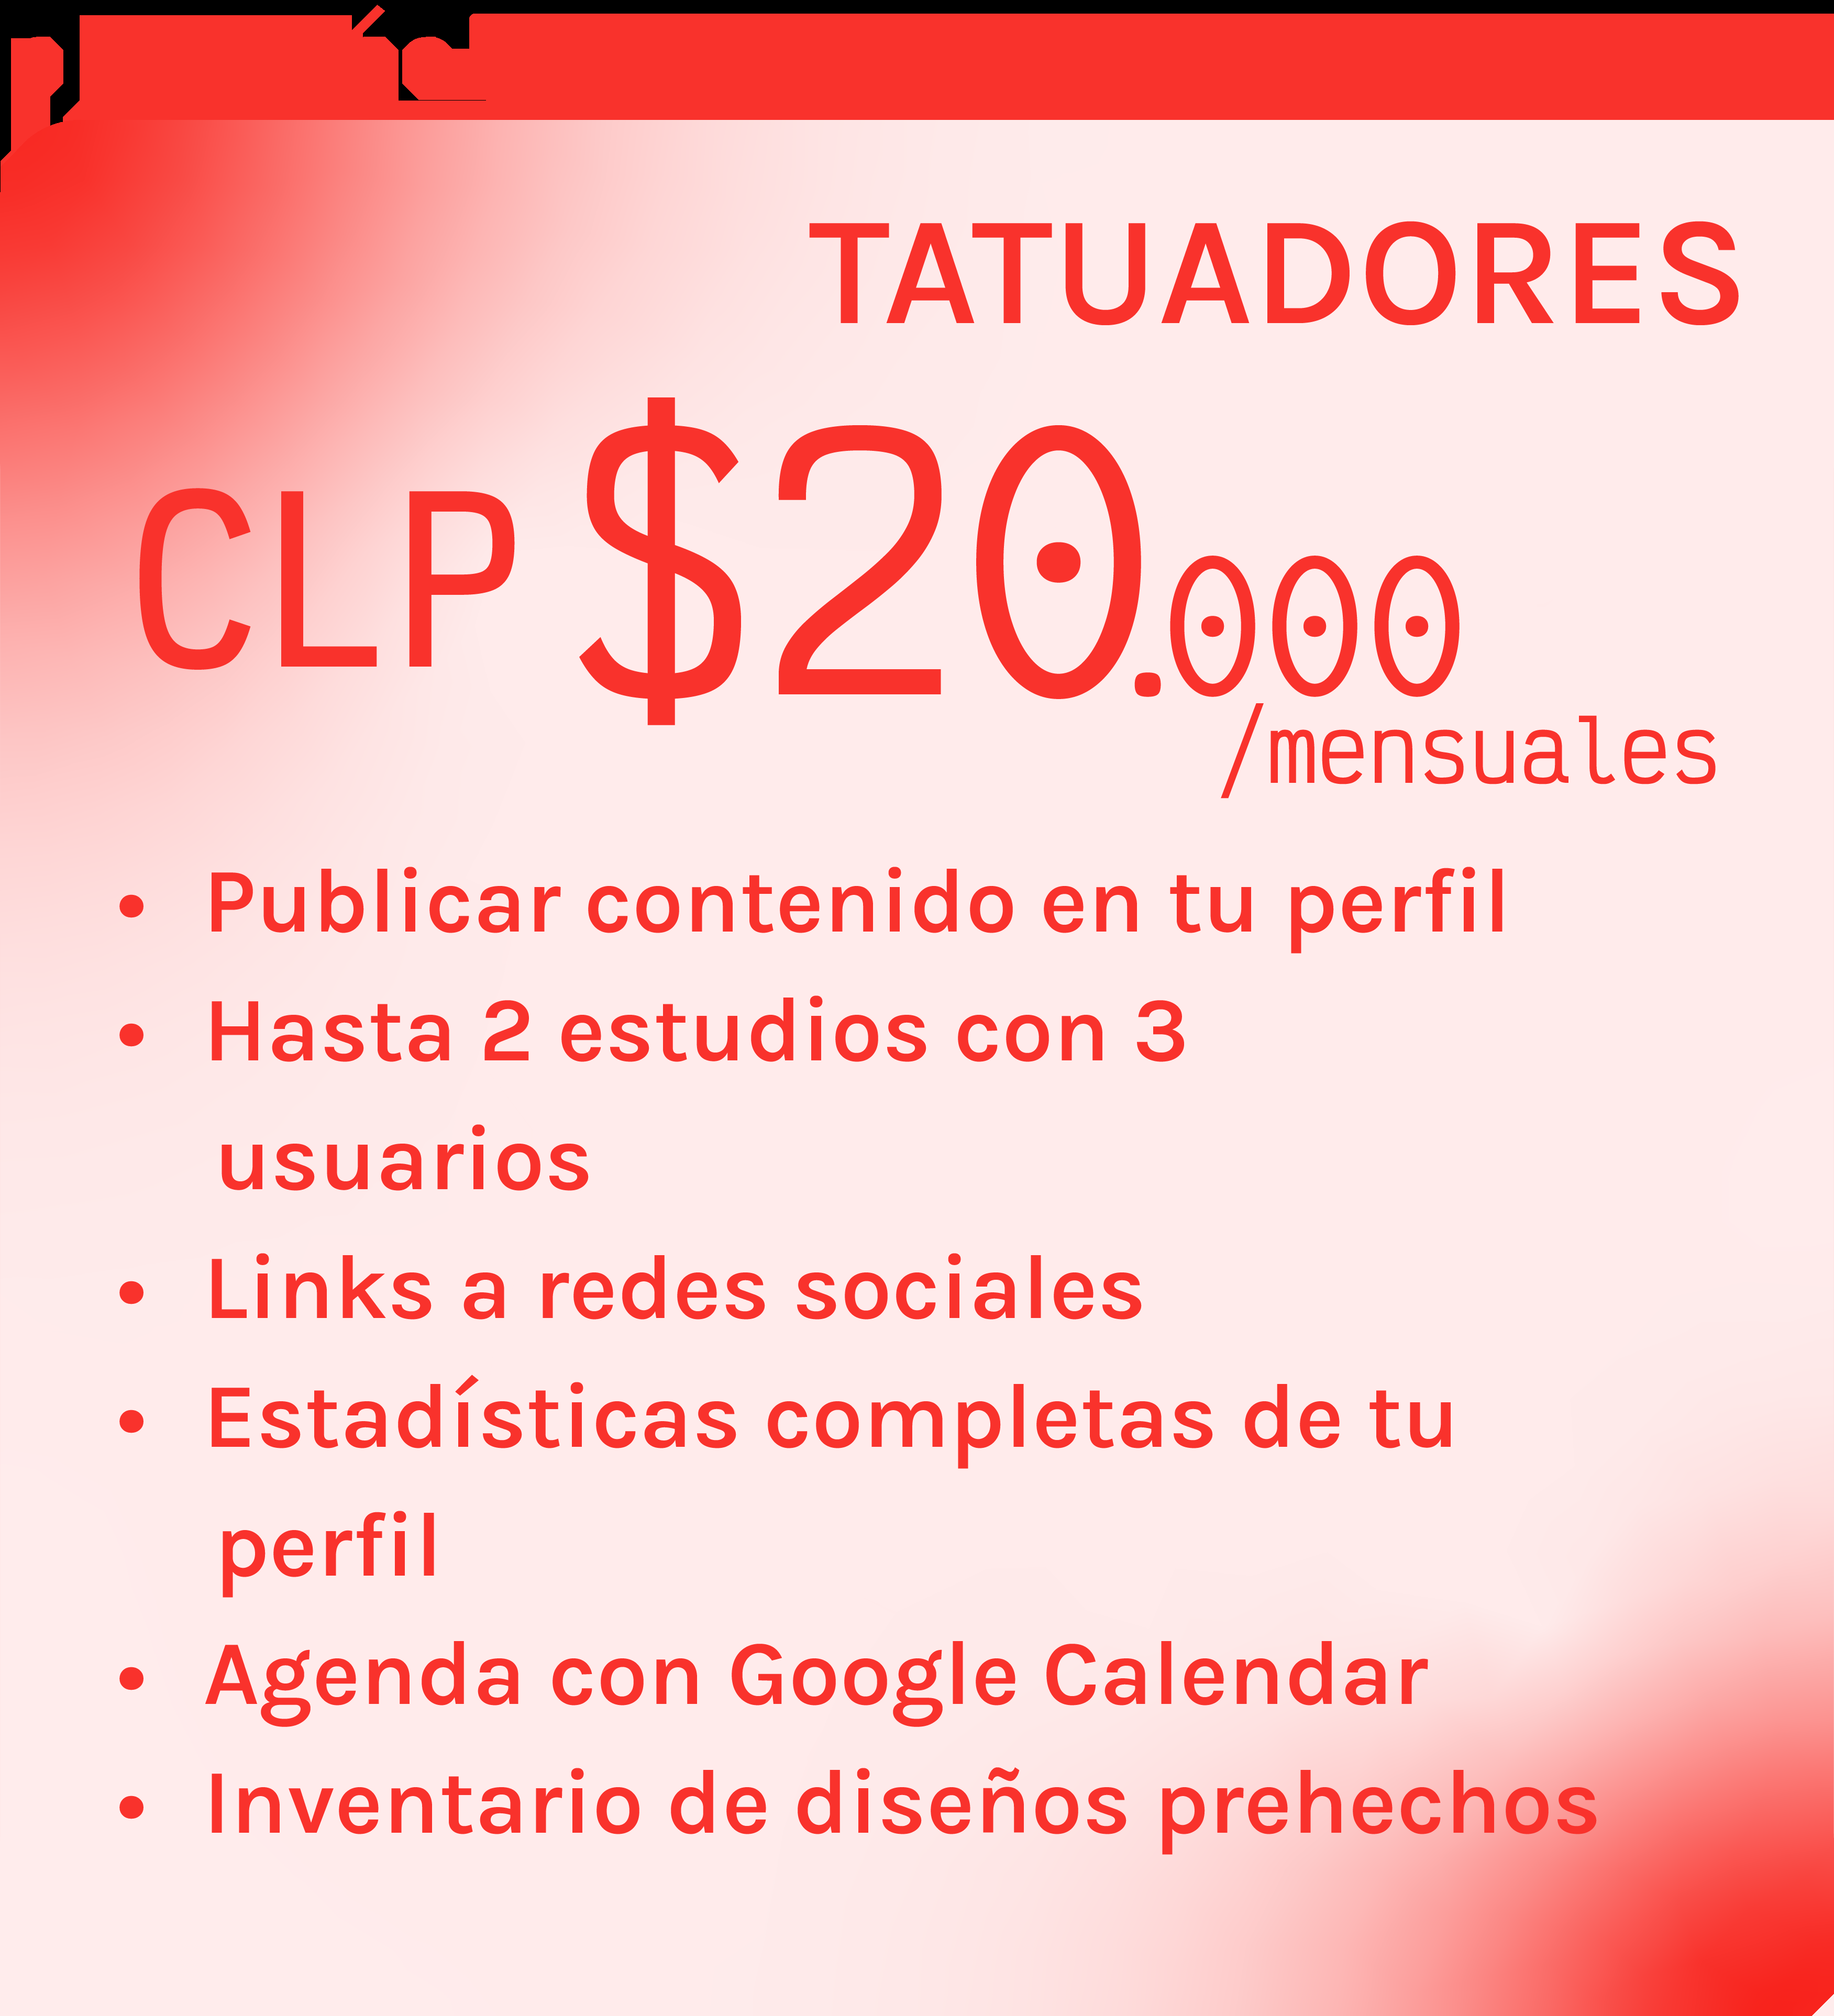 TATUADORES
CLP $20.000
/mensuales
• Publicar contenido en tu perfil
• Hasta 2 estudios con 3
usuarios
• Links a redes sociales
• Estadísticas completas de tu
perfil
• Agenda con Google Calendar
• Inventario de diseños prehechos